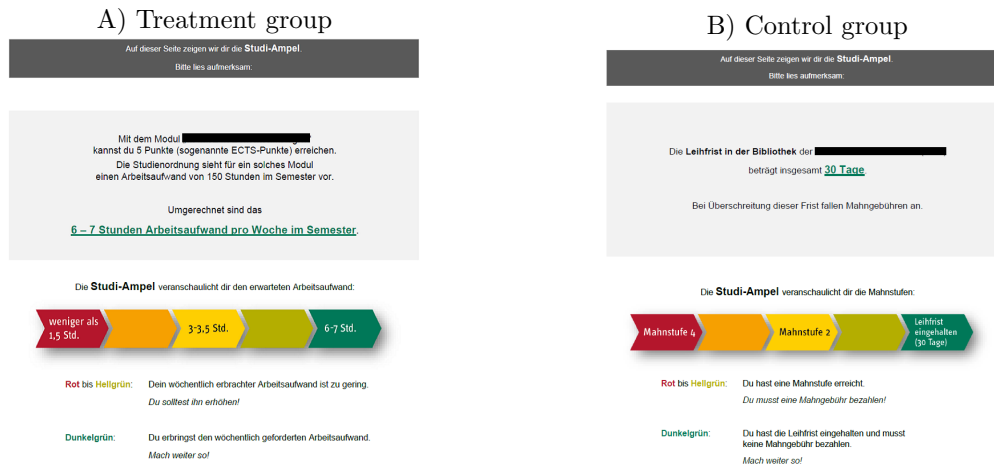 A) Treatment group
Auf dieser Seite zeigen wir dir die Studi-Ampel.
Bitte lies aufmerksam:
Mit dem Modul
kannst du 5 Punkte (sogenannte ECTS-Punkte) erreichen.
Die Studienordnung sieht für ein solches Modul
einen Arbeitsaufwand von 150 Stunden im Semester vor.
Umgerechnet sind das
6 – 7 Stunden Arbeitsaufwand pro Woche im Semester.
Die Studi-Ampel veranschaulicht dir den erwarteten Arbeitsaufwand:
weniger als
1,5 Std.
3-3,5 Std.
6-7 Std.
Rot bis Hellgrün: Dein wöchentlich erbrachter Arbeitsaufwand ist zu gering.
Du solltest ihn erhöhen!
Dunkelgrün: Du erbringst den wöchentlich geforderten Arbeitsaufwand.
Mach weiter so!
B) Control group
Auf dieser Seite zeigen wir dir die Studi-Ampel.
Bitte lies aufmerksam:
Die Leihfrist in der Bibliothek der
beträgt insgesamt 30 Tage
Bei Überschreitung dieser Frist fallen Mahngebühren an.
Die Studi-Ampel veranschaulicht dir die Mahnstufen:
Mahnstufe 4
Mahnstufe 2
Leihfrist
eingehalten
(30 Tage)
Rot bis Hellgrün: Du hast eine Mahnstufe erreicht.
Du musst eine Mahngebühr bezahlen!
Dunkelgrün: Du hast die Leihfrist eingehalten und musst
keine Mahngebühr bezahlen.
Mach weiter so!